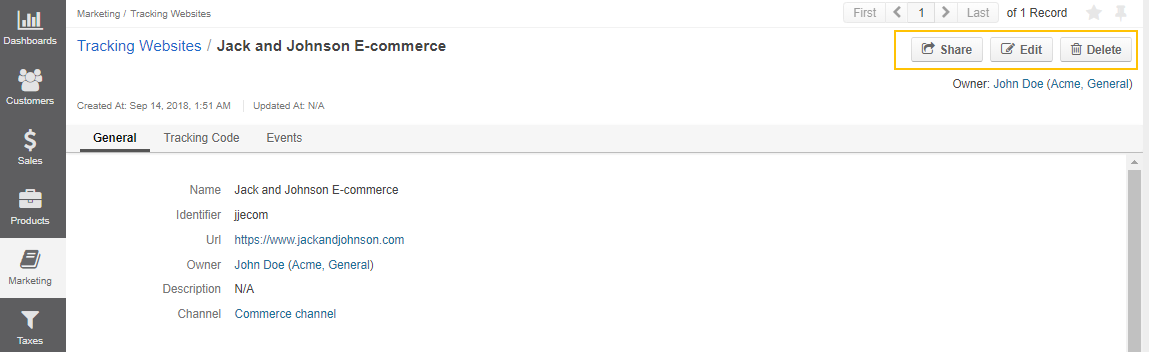 Dashboards
Customers
Sales
Products
Marketing
Taxes
Marketing / Tracking Websites
First 1 Last of 1 Record
Tracking Websites / Jack and Johnson E-commerce
Share Edit Delete
Owner: John Doe (Acme, General)
Created At: Sep 14, 2018, 1:51 AM Updated At: N/A
General Tracking Code Events
Name Jack and Johnson E-commerce
Identifier jjecom
Url https://www.jackandjohnson.com
Owner John Doe (Acme, General)
Description N/A
Channel Commerce channel